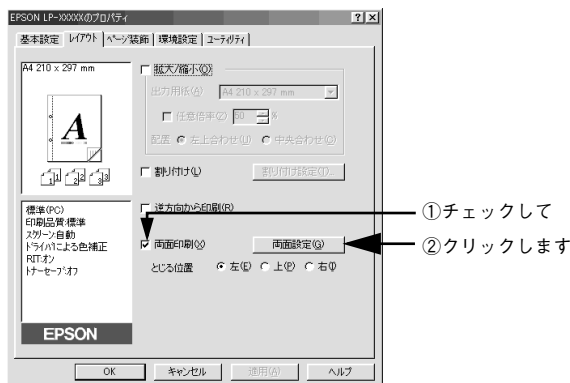 EPSON LP-XXXXXのプロパティ
基本設定 レイアウト ページ装飾 環境設定 ユーティリティ
A4 210 x 297 mm
拡大/縮小(O)
出力用紙(A) A4 210 x 297 mm
任意倍率(Z) 50 %
配置 左上合わせ(U) 中央合わせ(C)
A
割り付け(L) 割り付け設定(T)...
逆方向から印刷(R)
①チェックして
標準(PC)
印刷品質:標準
スクリーン:自動
ドライバによる色補正
RIT:オン
トナーセーブ:オフ
両面印刷(X) 両面設定(G)
②クリックします
とじる位置 左(E) 上(P) 右(I)
EPSON
OK キャンセル 適用(A) ヘルプ